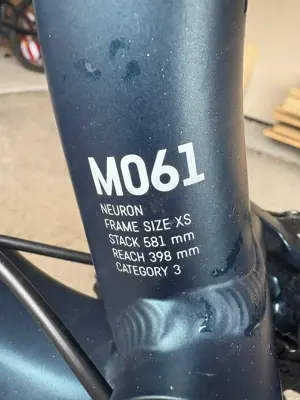 M061
NEURON
FRAME SIZE XS
STACK 581 mm
REACH 398 mm
CATEGORY 3